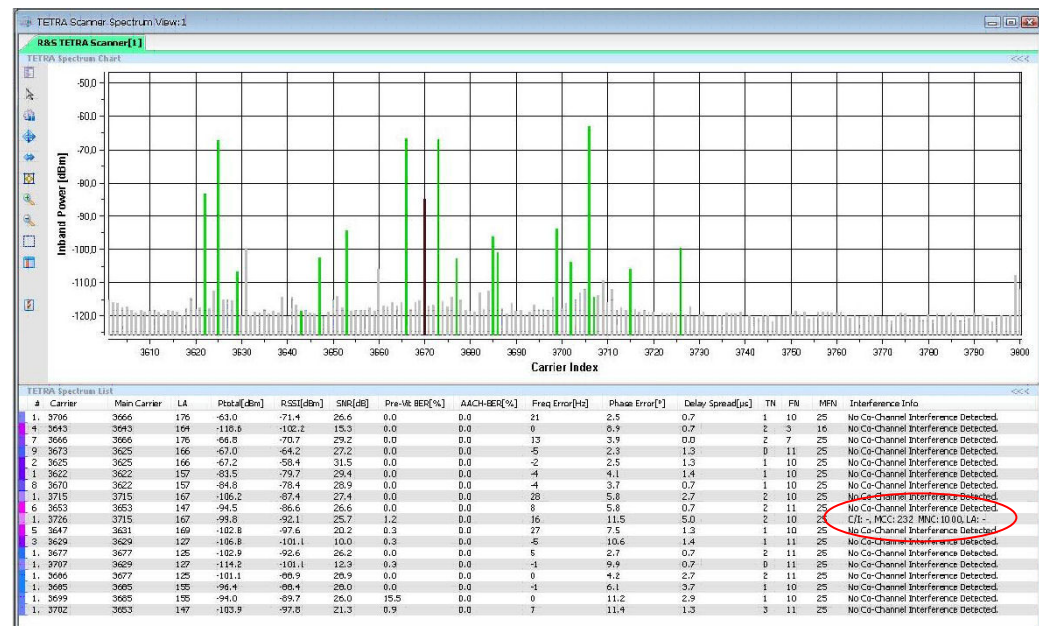 TETRA Scanner Spectrum View:1
R&S TETRA Scanner[1]
TETRA Spectrum Chart <<<
Inband Power [dBm]
-50,0
-60,0
-70,0
-80,0
-90,0
-100,0
-110,0
-120,0
3610 3620 3630 3640 3650 3660 3670 3680 3690 3700 3710 3720 3730 3740 3750 3760 3770 3780 3790 3800
Carrier Index
TETRA Spectrum List <<<
# Carrier Main Carrier LA Ptotal[dBm] RSSI[dBm] SNR[dB] Pre-Vit BER[%] AACH-BER[%] Freq Error[Hz] Phase Error[°] Delay Spread[µs] TN FN MFN Interference Info
1. 3706 3666 176 -63.0 -71.4 26.6 0.0 0.0 21 2.5 0.7 1 10 25 No Co-Channel Interference Detected.
4 3643 3643 164 -118.6 -102.2 15.3 0.0 0.0 0 8.9 0.7 2 3 16 No Co-Channel Interference Detected.
7 3666 3666 176 -66.8 -70.7 29.2 0.0 0.0 13 3.9 0.0 2 7 25 No Co-Channel Interference Detected.
9 3673 3625 166 -67.0 -64.2 27.2 0.0 0.0 -5 2.3 1.3 0 11 25 No Co-Channel Interference Detected.
2 3625 3625 166 -67.2 -58.4 31.5 0.0 0.0 -2 2.5 1.3 1 10 25 No Co-Channel Interference Detected.
1 3622 3622 157 -83.5 -79.7 29.4 0.0 0.0 -4 4.1 1.4 1 10 25 No Co-Channel Interference Detected.
8 3670 3622 157 -84.8 -78.4 28.9 0.0 0.0 -4 3.7 0.7 1 10 25 No Co-Channel Interference Detected.
1. 3715 3715 167 -106.2 -87.4 27.4 0.0 0.0 28 5.8 2.7 2 10 25 No Co-Channel Interference Detected.
6 3653 3653 147 -94.5 -86.6 26.6 0.0 0.0 8 5.8 0.7 2 11 25 No Co-Channel Interference Detected.
1. 3726 3715 167 -99.8 -92.1 25.7 1.2 0.0 16 11.5 5.0 2 10 25 C/I: -, MCC: 232 MNC: 1000, LA: -
5 3647 3631 169 -102.8 -97.6 20.2 0.3 0.0 27 7.5 1.3 1 10 25 No Co-Channel Interference Detected.
3 3629 3629 127 -106.8 -101.1 10.0 0.3 0.0 -5 10.6 1.4 1 11 25 No Co-Channel Interference Detected.
1. 3677 3677 125 -102.9 -92.6 26.2 0.0 0.0 5 2.7 0.7 2 11 25 No Co-Channel Interference Detected.
1. 3707 3629 127 -114.2 -101.1 12.3 0.3 0.0 -1 9.9 0.7 0 11 25 No Co-Channel Interference Detected.
1. 3686 3677 125 -101.1 -88.9 28.9 0.0 0.0 0 4.2 2.7 2 11 25 No Co-Channel Interference Detected.
1. 3685 3685 155 -96.4 -88.4 28.0 0.0 0.0 -1 6.1 3.4 1 10 25 No Co-Channel Interference Detected.
1. 3699 3685 155 -94.0 -89.7 26.0 15.5 0.0 0 11.2 2.9 1 10 25 No Co-Channel Interference Detected.
1. 3702 3653 147 -103.9 -97.8 21.3 0.9 0.0 7 11.4 1.3 3 11 25 No Co-Channel Interference Detected.